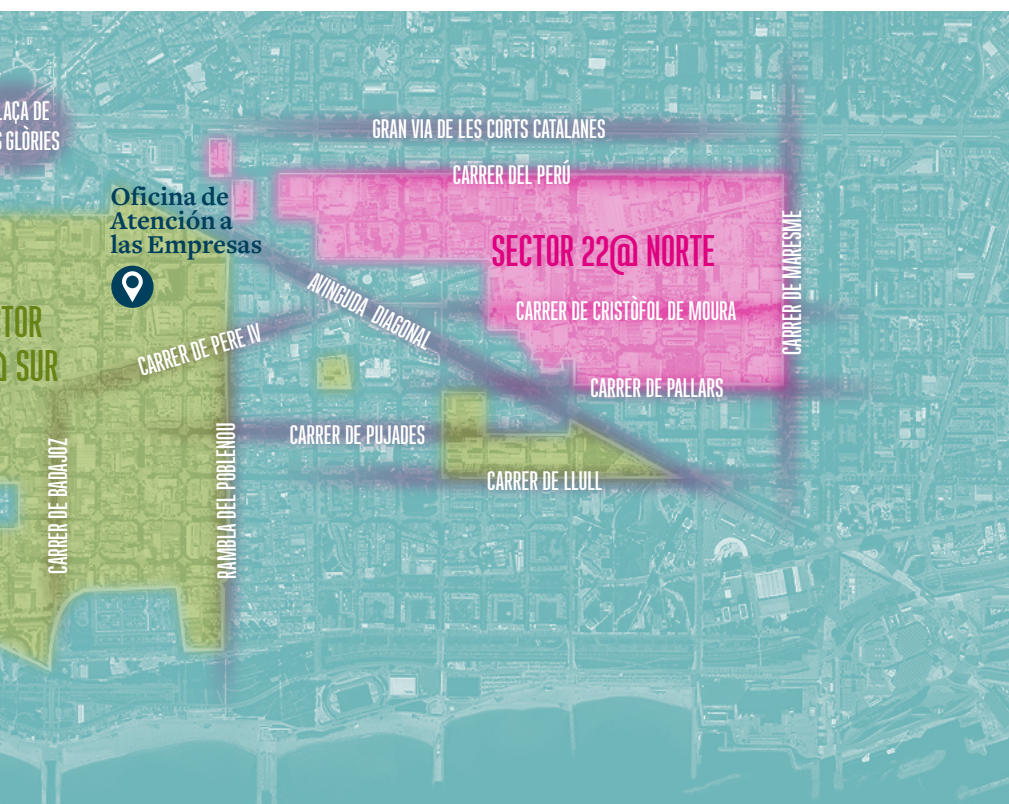 LAÇA DE
S GLÒRIES
GRAN VIA DE LES CORTS CATALANES
CARRER DEL PERÚ
Oficina de
Atención a
las Empresas
SECTOR 22@ NORTE
CARRER DE MARESME
AVINGUDA DIAGONAL
CARRER DE CRISTÒFOL DE MOURA
TOR
@ SUR
CARRER DE PERE IV
CARRER DE PALLARS
CARRER DE PUJADES
CARRER DE LLULL
CARRER DE BADAJOZ
RAMBLA DEL POBLENOU